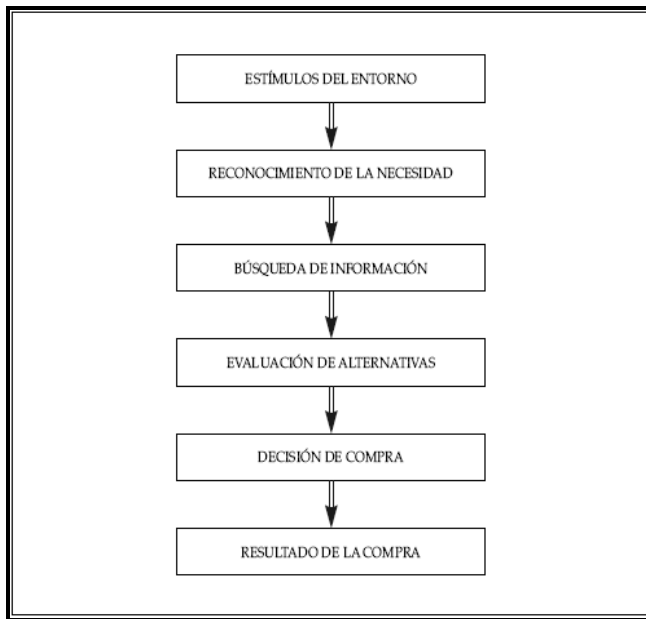 ESTÍMULOS DEL ENTORNO
RECONOCIMIENTO DE LA NECESIDAD
BÚSQUEDA DE INFORMACIÓN
EVALUACIÓN DE ALTERNATIVAS
DECISIÓN DE COMPRA
RESULTADO DE LA COMPRA